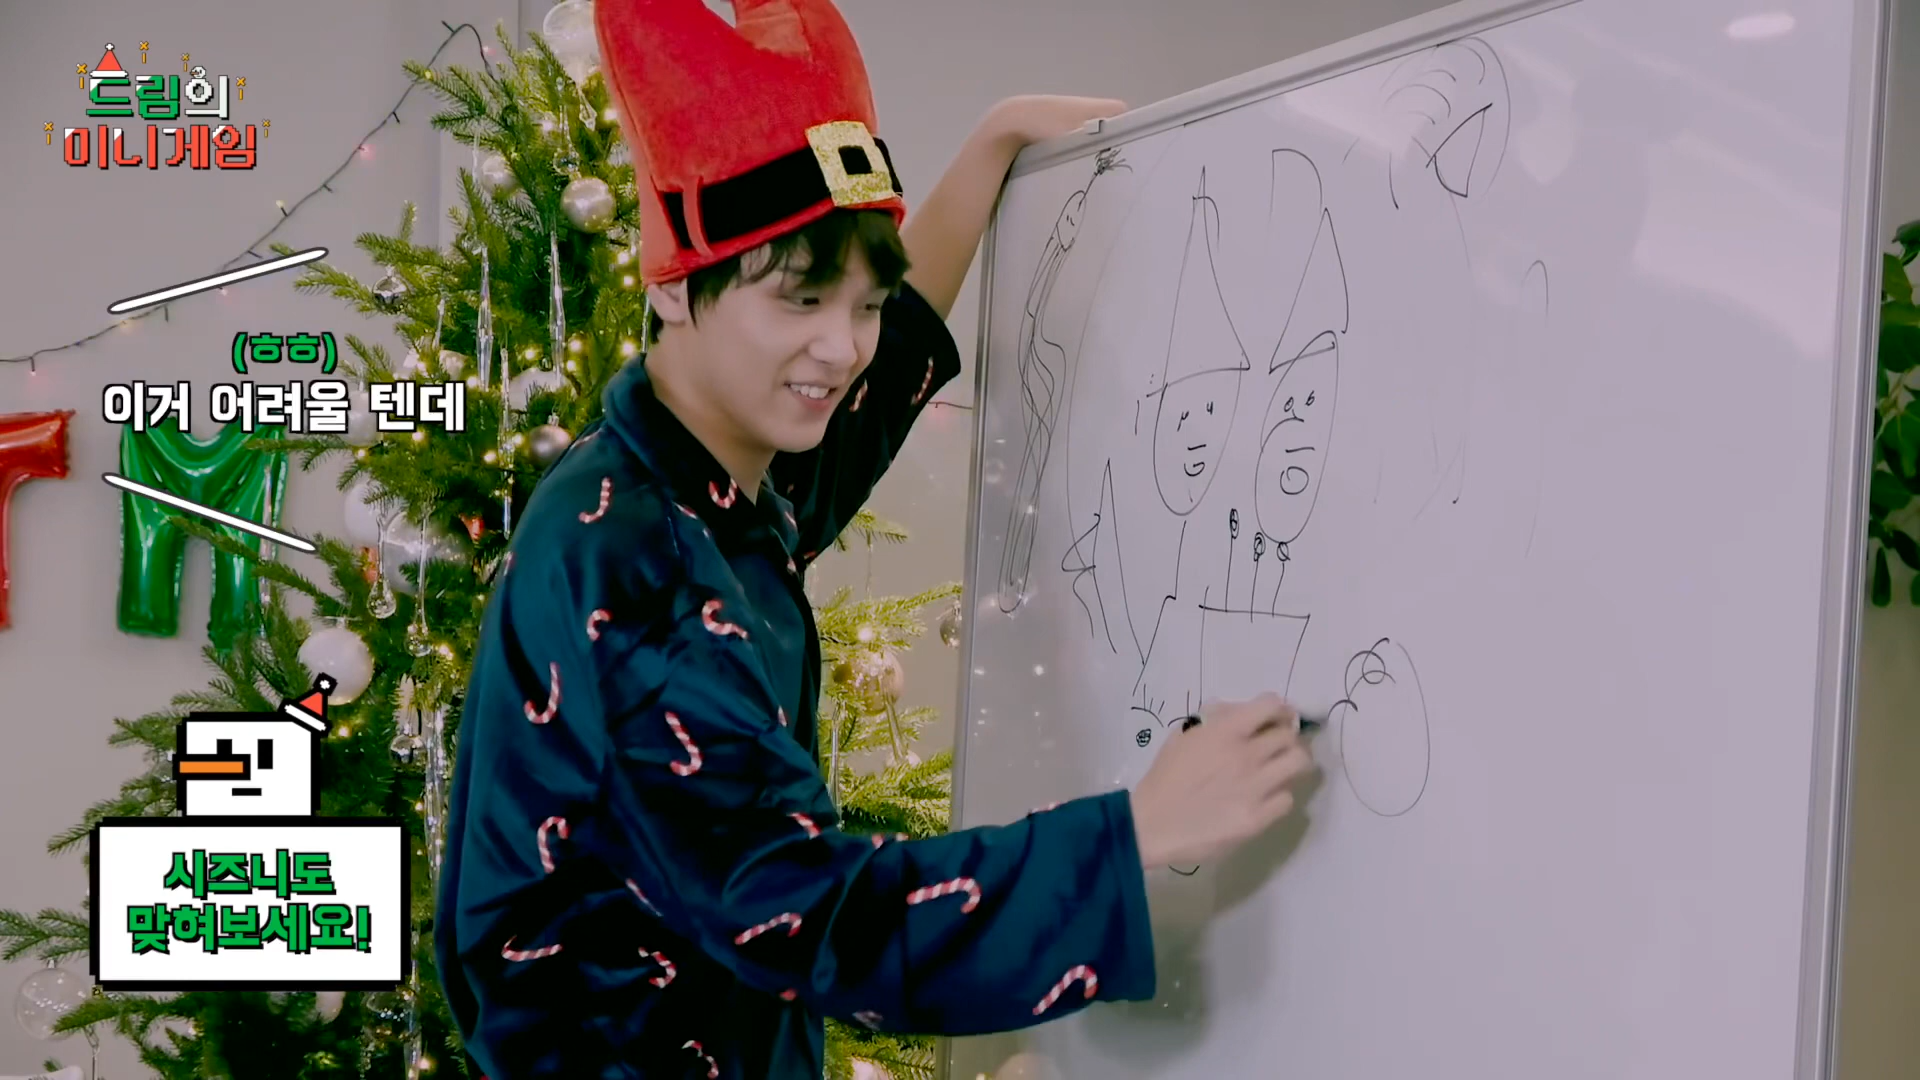 드림의
미니게임
(ㅎㅎ)
이거 어려울 텐데
T M
시즈니도
맞혀보세요!